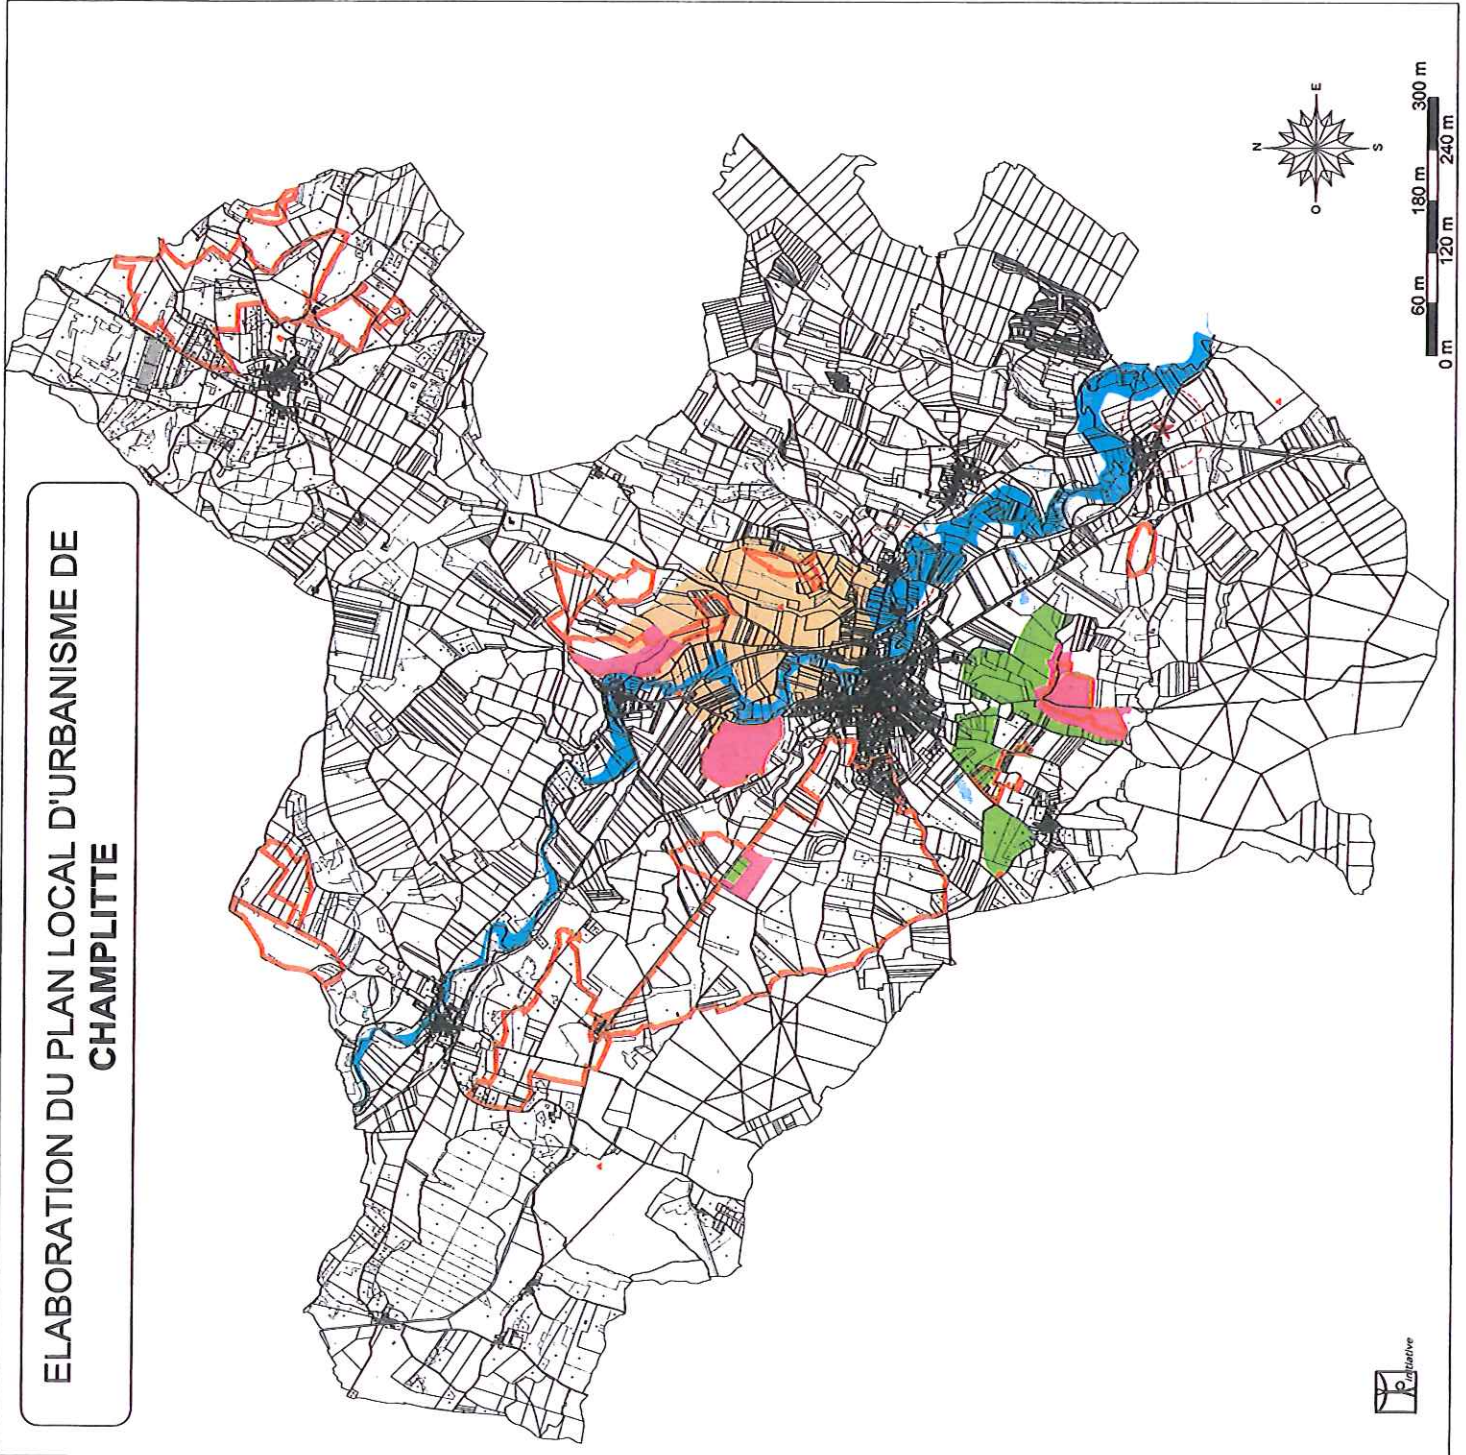 ELABORATION DU PLAN LOCAL D'URBANISME DE
CHAMPLITTE
N
O
E
S
0 m
60 m
120 m
180 m
240 m
300 m
initiative